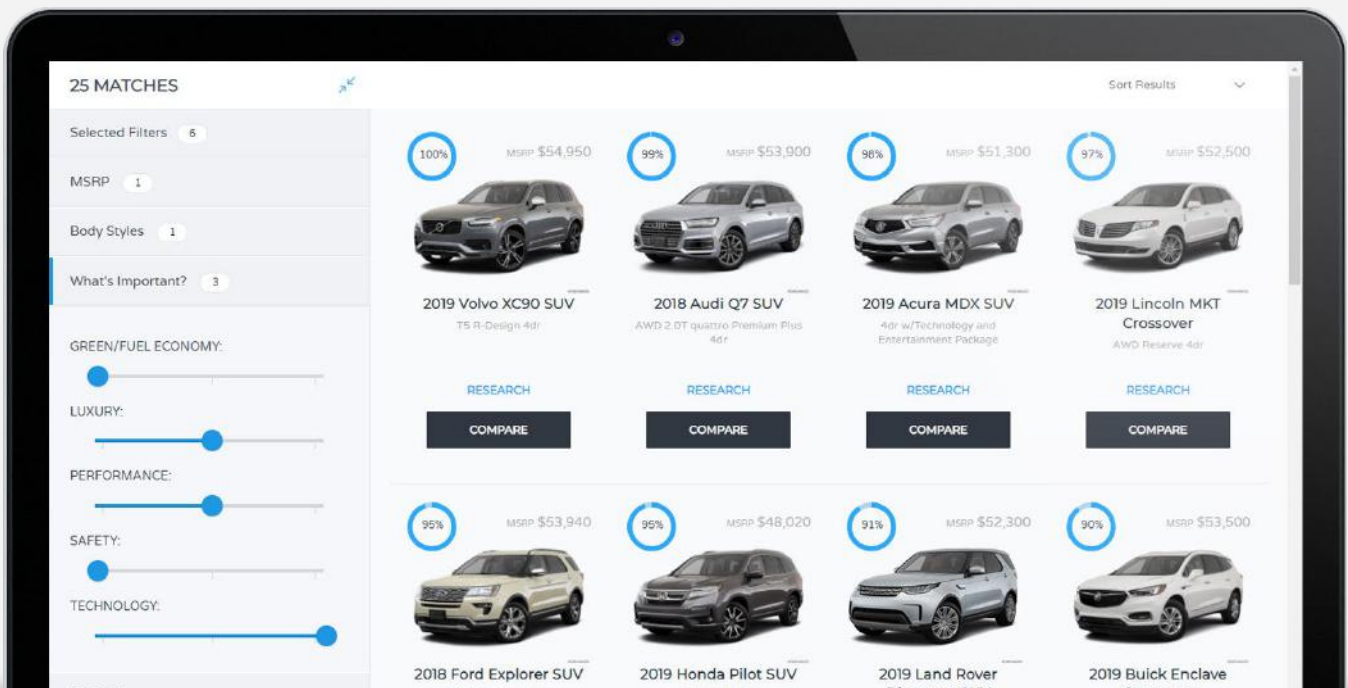 25 MATCHES
Sort Results
Selected Filters 6
MSRP 1
Body Styles 1
What's Important? 3
GREEN/FUEL ECONOMY:
LUXURY:
PERFORMANCE:
SAFETY:
TECHNOLOGY:
100% MSRP $54,950
2019 Volvo XC90 SUV
T5 R-Design 4dr
RESEARCH
COMPARE
99% MSRP $53,900
2018 Audi Q7 SUV
AWD 2.0T quattro Premium Plus
4dr
RESEARCH
COMPARE
98% MSRP $51,300
2019 Acura MDX SUV
4dr w/Technology and
Entertainment Package
RESEARCH
COMPARE
97% MSRP $52,500
2019 Lincoln MKT
Crossover
AWD Reserve 4dr
RESEARCH
COMPARE
95% MSRP $53,940
2018 Ford Explorer SUV
95% MSRP $48,020
2019 Honda Pilot SUV
91% MSRP $52,300
2019 Land Rover
90% MSRP $53,500
2019 Buick Enclave